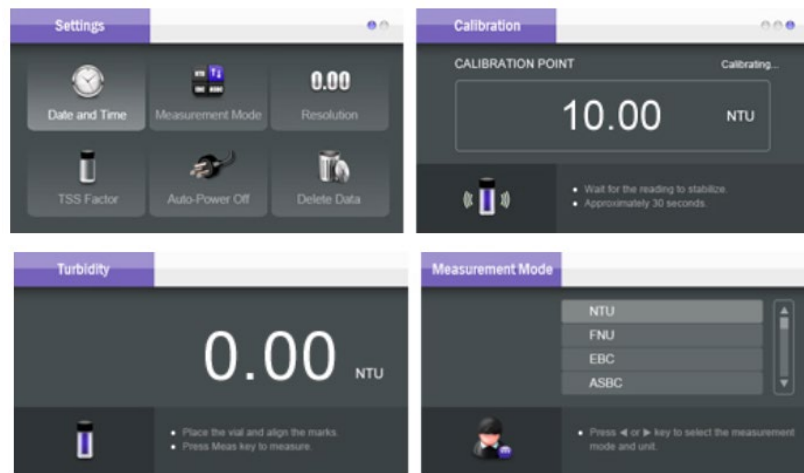 Settings
0.00
Date and Time
Measurement Mode
Resolution
TSS Factor
Auto-Power Off
Delete Data
Calibration
CALIBRATION POINT
Calibrating...
10.00
NTU
Wait for the reading to stabilize.
Approximately 30 seconds.
Turbidity
0.00 NTU
Place the vial and align the marks.
Press Meas key to measure.
Measurement Mode
NTU
FNU
EBC
ASBC
Press ◀ or ▶ key to select the measurement
mode and unit.